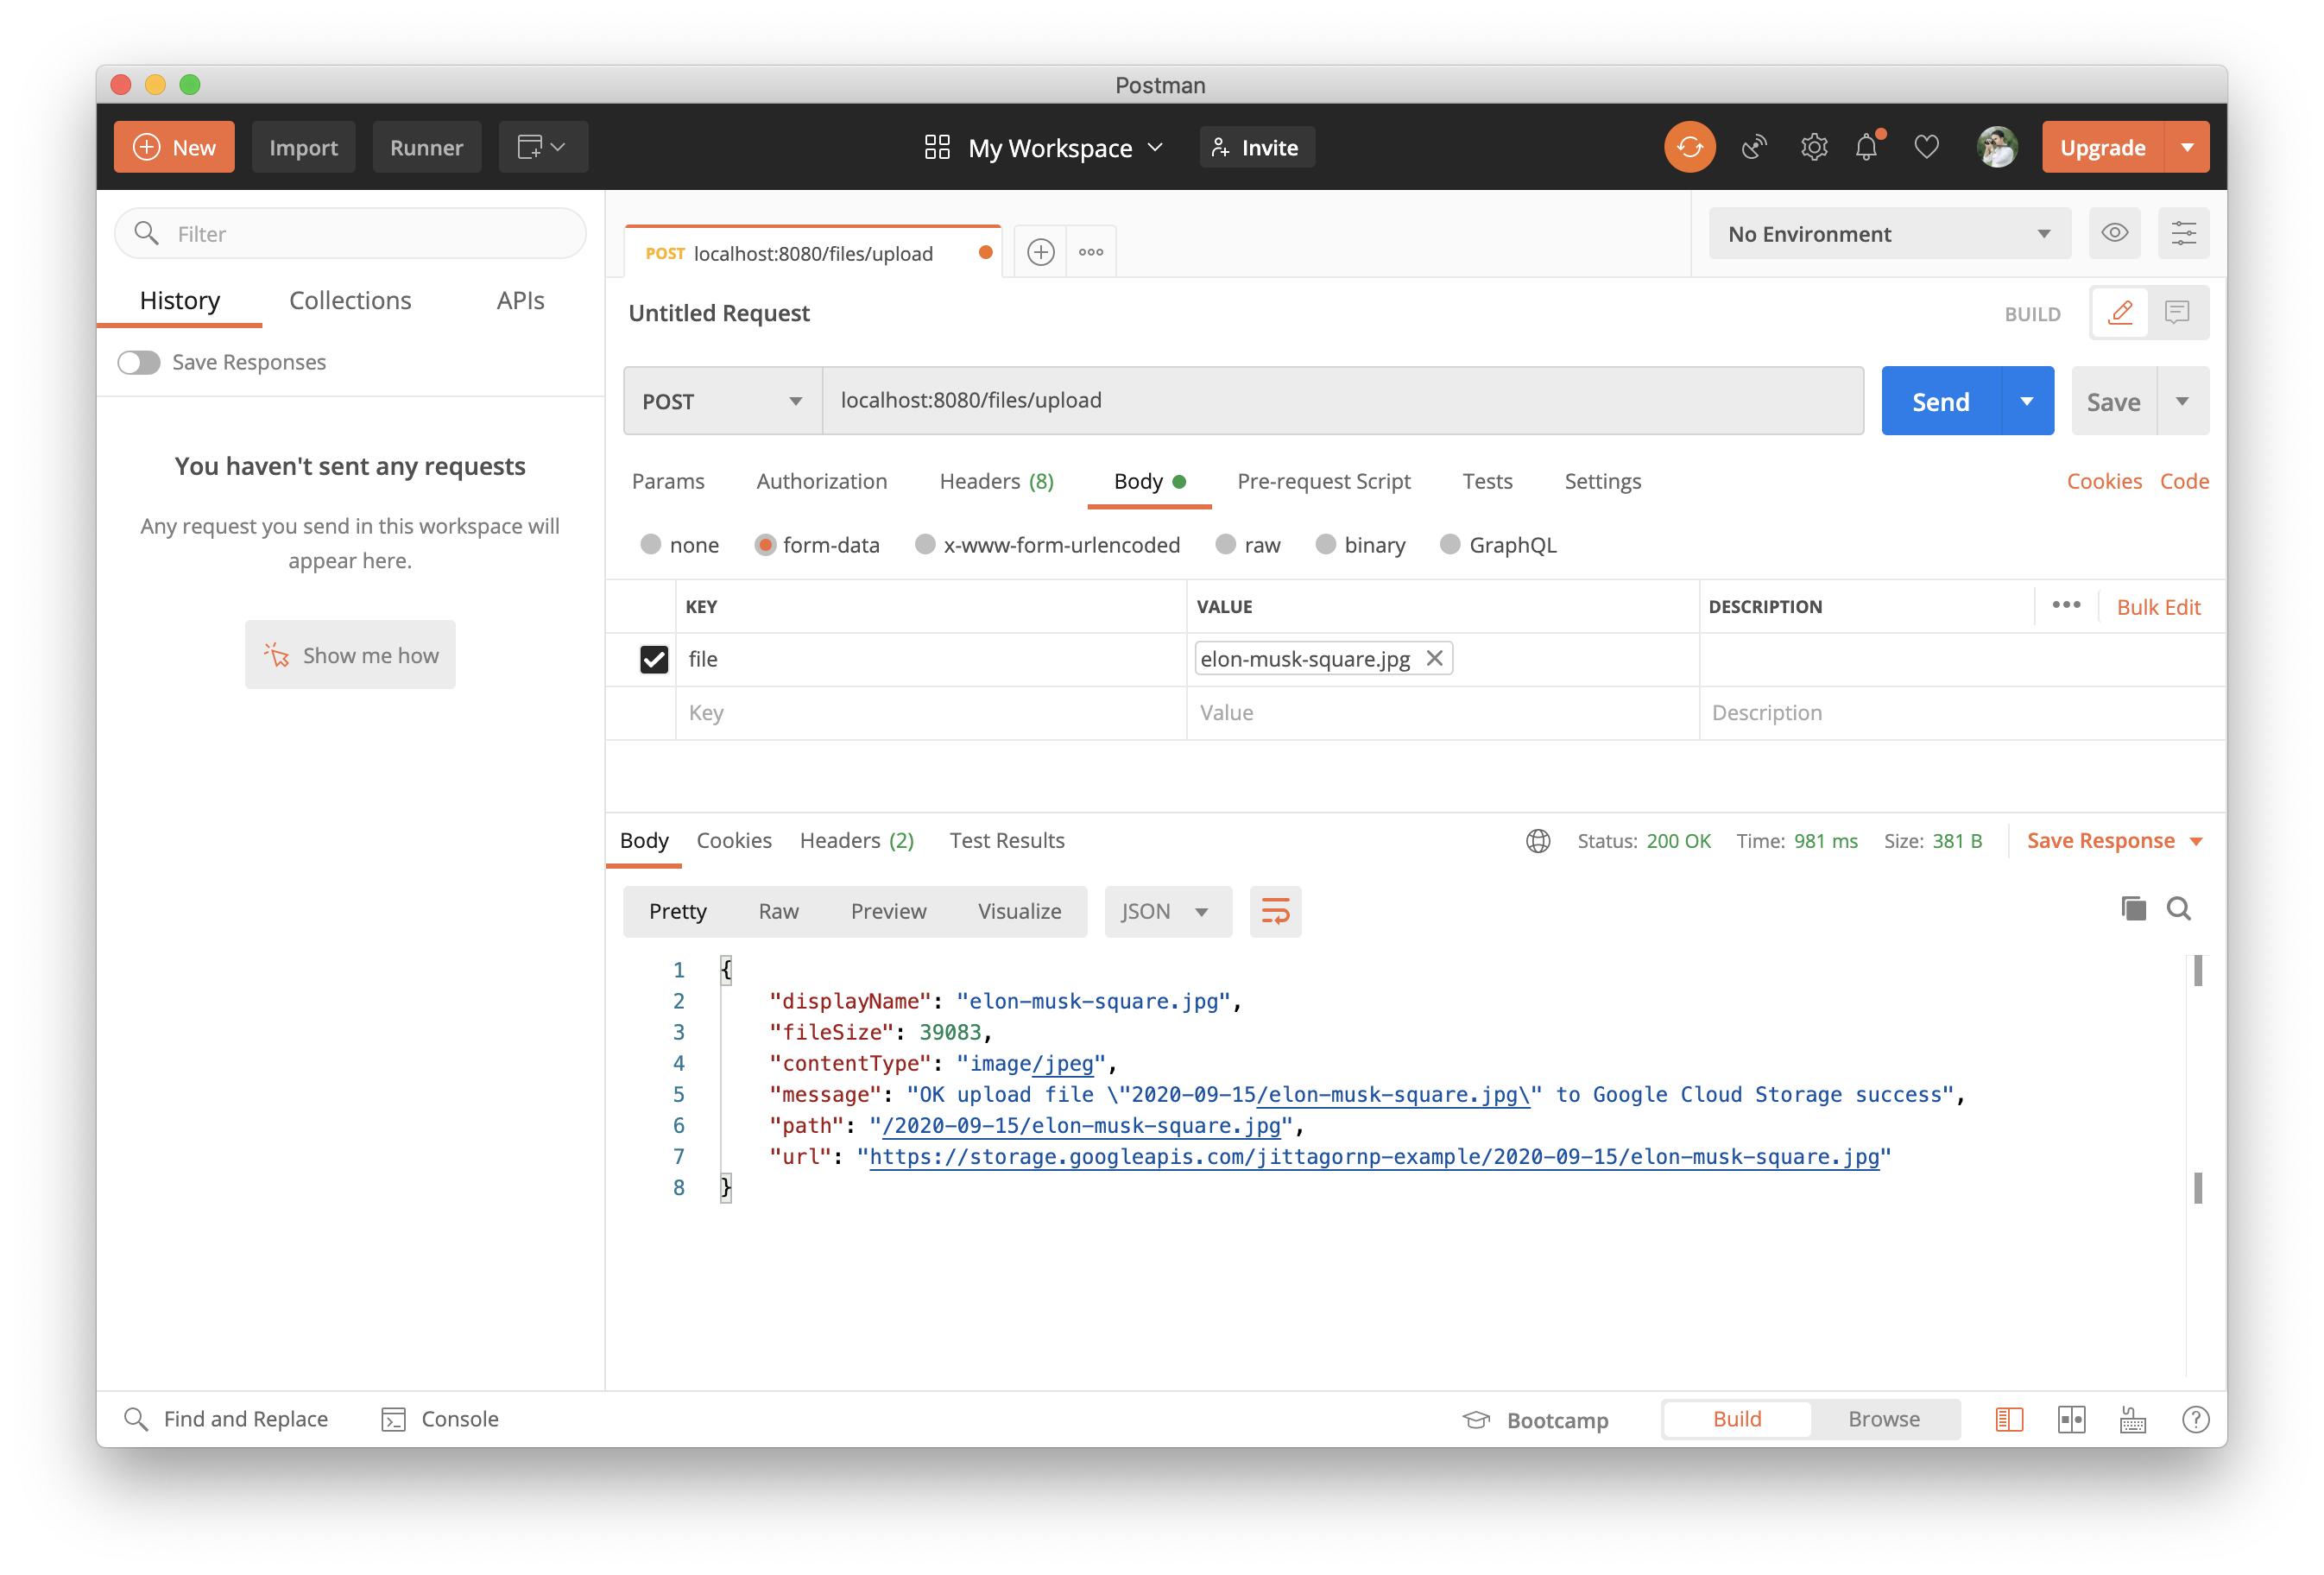 Postman
New Import Runner My Workspace Invite Upgrade
Filter
History Collections APIs
Save Responses
You haven't sent any requests
Any request you send in this workspace will
appear here.
Show me how
POST localhost:8080/files/upload
No Environment
Untitled Request
BUILD
POST localhost:8080/files/upload Send Save
Params Authorization Headers (8) Body Pre-request Script Tests Settings Cookies Code
none form-data x-www-form-urlencoded raw binary GraphQL
KEY VALUE DESCRIPTION ••• Bulk Edit
file elon-musk-square.jpg
Key Value Description
Body Cookies Headers (2) Test Results Status: 200 OK Time: 981 ms Size: 381 B Save Response
Pretty Raw Preview Visualize JSON
1 {
2 "displayName": "elon-musk-square.jpg",
3 "fileSize": 39083,
4 "contentType": "image/jpeg",
5 "message": "OK upload file \"2020-09-15/elon-musk-square.jpg\" to Google Cloud Storage success",
6 "path": "/2020-09-15/elon-musk-square.jpg",
7 "url": "https://storage.googleapis.com/jittagornp-example/2020-09-15/elon-musk-square.jpg"
8 }
Find and Replace Console Bootcamp Build Browse